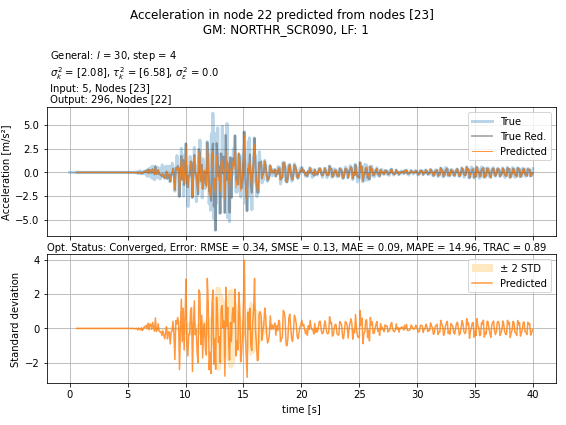 Acceleration in node 22 predicted from nodes [23]
GM: NORTHR_SCR090, LF: 1
General: l = 30, step = 4
σ²ₖ = [2.08], τ²ₖ = [6.58], σ²ε = 0.0
Input: 5, Nodes [23]
Output: 296, Nodes [22]
Acceleration [m/s²]
5.0
2.5
0.0
−2.5
−5.0
True
True Red.
Predicted
Opt. Status: Converged, Error: RMSE = 0.34, SMSE = 0.13, MAE = 0.09, MAPE = 14.96, TRAC = 0.89
Standard deviation
4
2
0
−2
± 2 STD
Predicted
0 5 10 15 20 25 30 35 40
time [s]